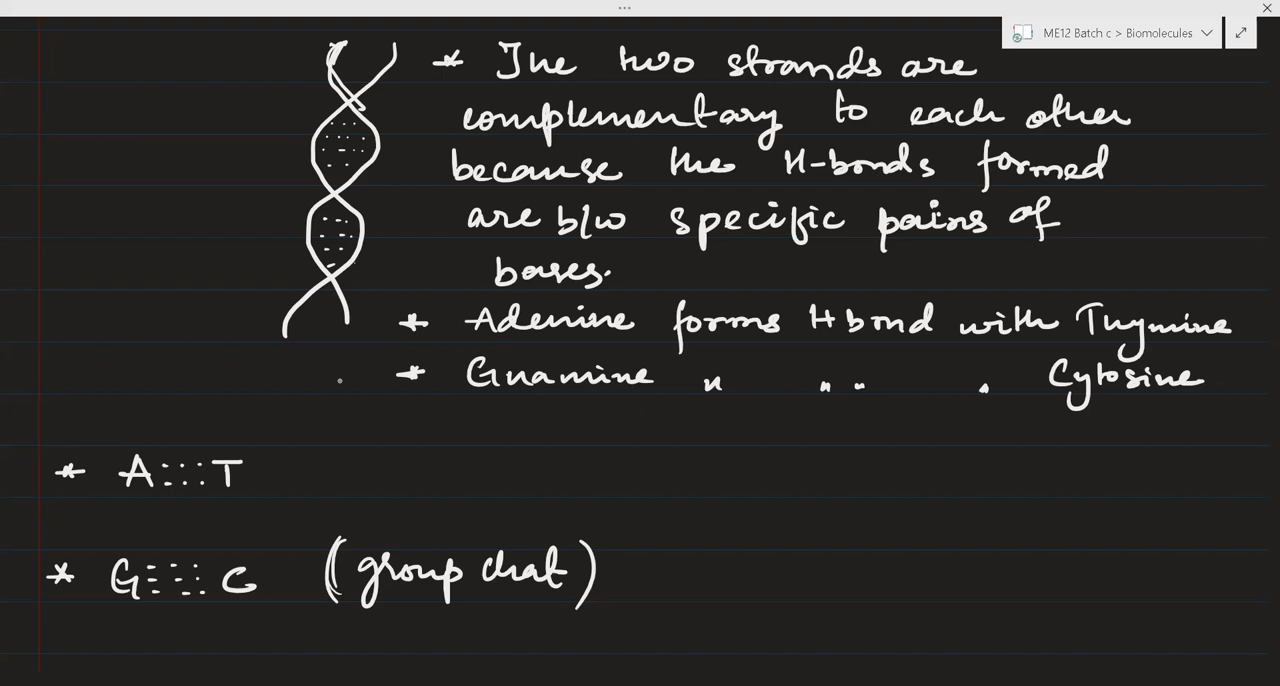 ME12 Batch c > Biomolecules
* The two strands are
complementary to each other
because the H-bonds formed
are b/w specific pairs of
bases.
* Adenine forms H bond with Thymine
* Gnamine " " " " Cytosine
* A:::T
* G⋮⋮⋮C (group chat)